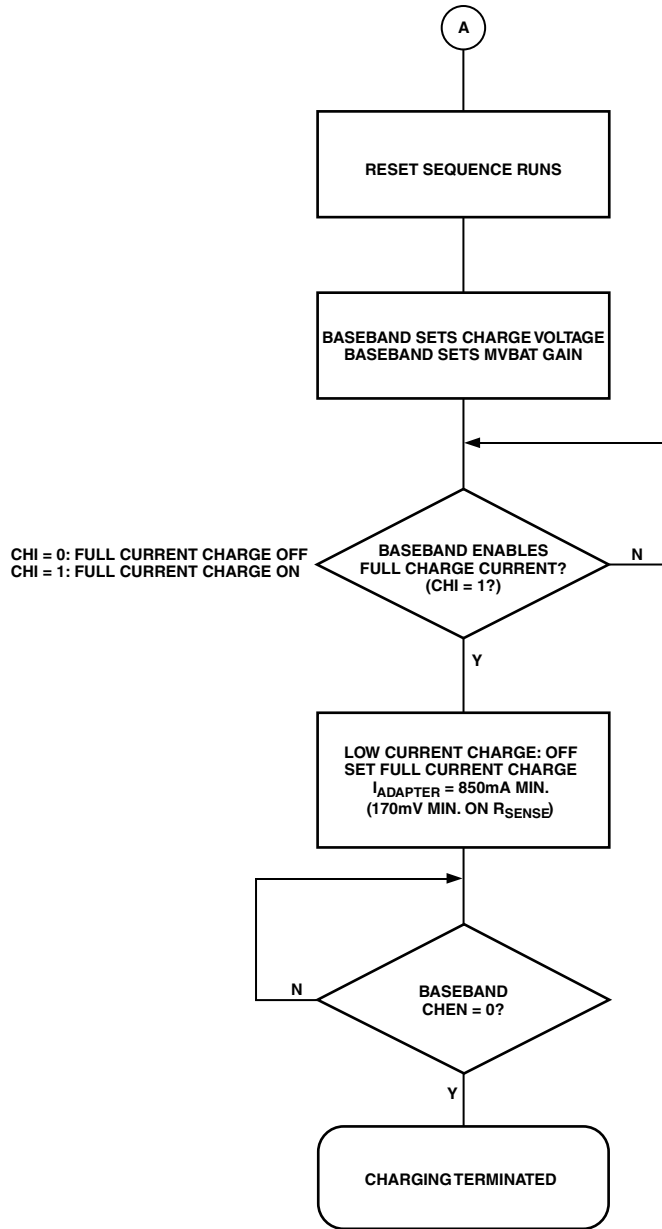 A
RESET SEQUENCE RUNS
BASEBAND SETS CHARGE VOLTAGE
BASEBAND SETS MVBAT GAIN
CHI = 0: FULL CURRENT CHARGE OFF
CHI = 1: FULL CURRENT CHARGE ON
BASEBAND ENABLES
FULL CHARGE CURRENT?
(CHI = 1?)
N
Y
LOW CURRENT CHARGE: OFF
SET FULL CURRENT CHARGE
IADAPTER = 850mA MIN.
(170mV MIN. ON RSENSE)
N
BASEBAND
CHEN = 0?
Y
CHARGING TERMINATED